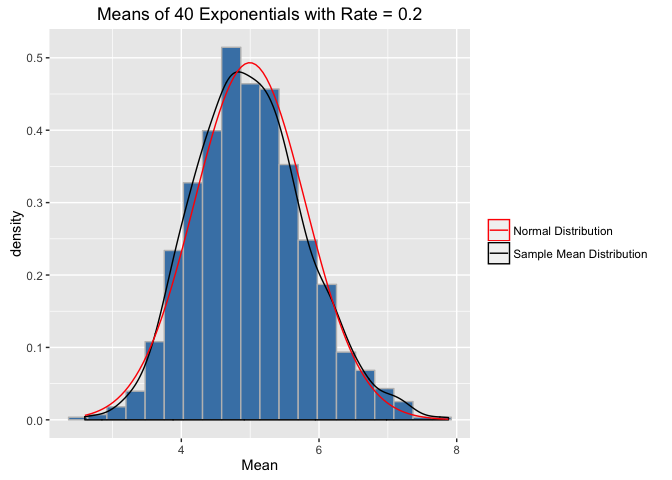 Means of 40 Exponentials with Rate = 0.2
0.5
0.4
0.3
0.2
0.1
0.0
density
4 6 8
Mean
Normal Distribution
Sample Mean Distribution